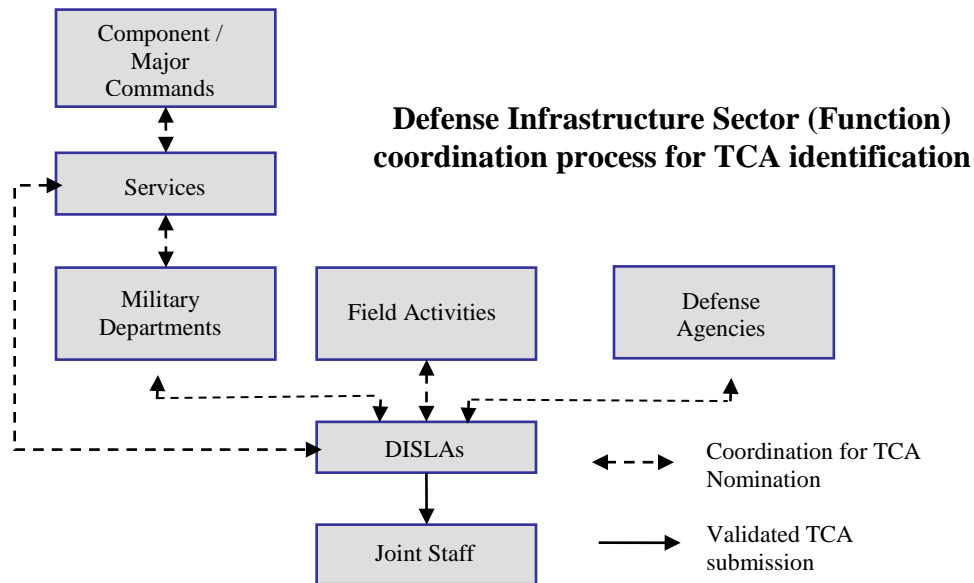 Component /
Major
Commands
Defense Infrastructure Sector (Function)
coordination process for TCA identification
Services
Military
Departments
Field Activities
Defense
Agencies
DISLAs
Coordination for TCA
Nomination
Joint Staff
Validated TCA
submission